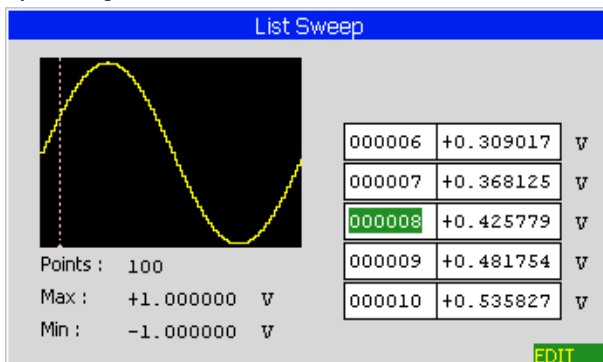 List Sweep
000006 +0.309017 V
000007 +0.368125 V
000008 +0.425779 V
000009 +0.481754 V
000010 +0.535827 V
Points : 100
Max : +1.000000 V
Min : -1.000000 V
EDIT